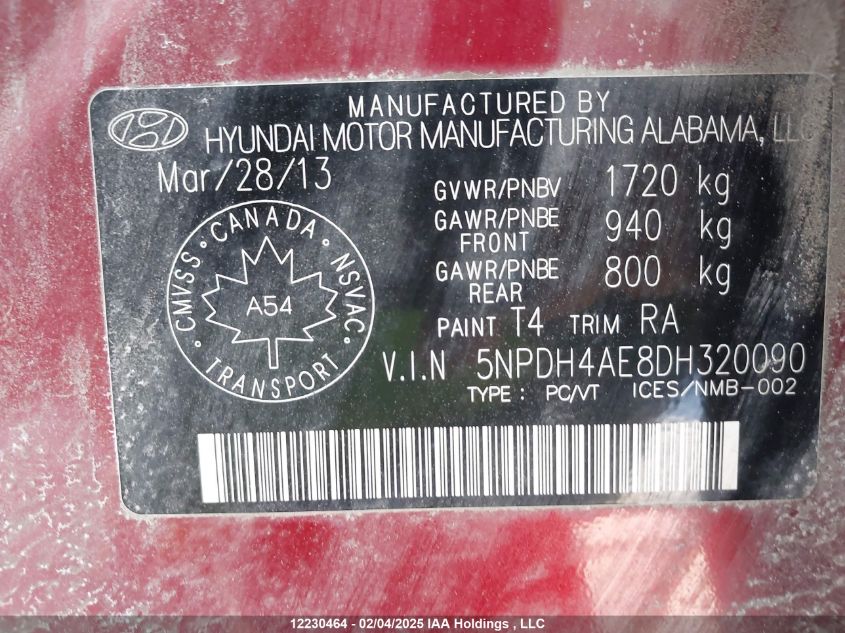 MANUFACTURED BY
HYUNDAI MOTOR MANUFACTURING ALABAMA, LLC
Mar/28/13
GVWR/PNBV 1720 kg
GAWR/PNBE FRONT 940 kg
GAWR/PNBE REAR 800 kg
CMVSS • CANADA • NSVAC • TRANSPORT •
A54
PAINT T4 TRIM RA
V.I.N 5NPDH4AE8DH320090
TYPE : PC/VT ICES/NMB-002
12230464 - 02/04/2025 IAA Holdings , LLC